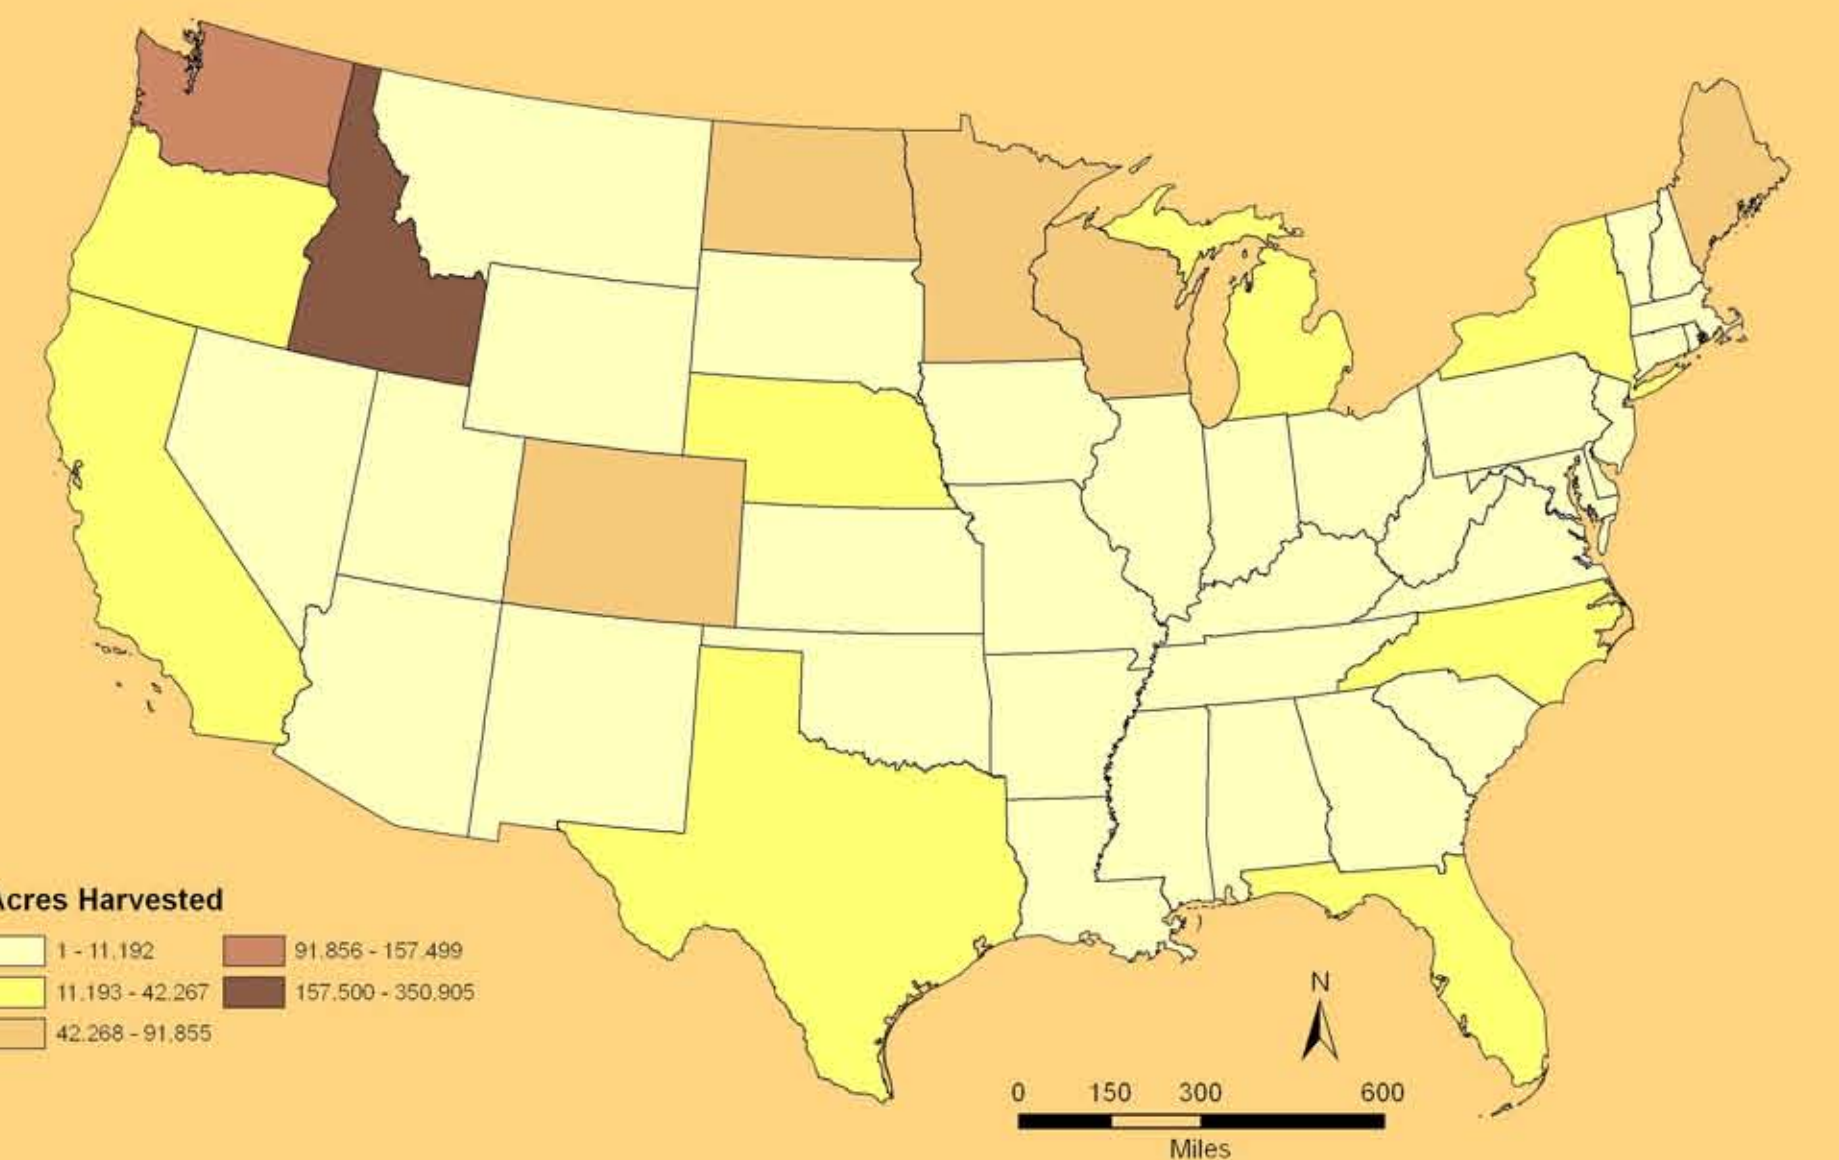 Acres Harvested
1 - 11,192
91,856 - 157,499
11,193 - 42,267
157,500 - 350,905
42,268 - 91,855
N
0 150 300 600
Miles